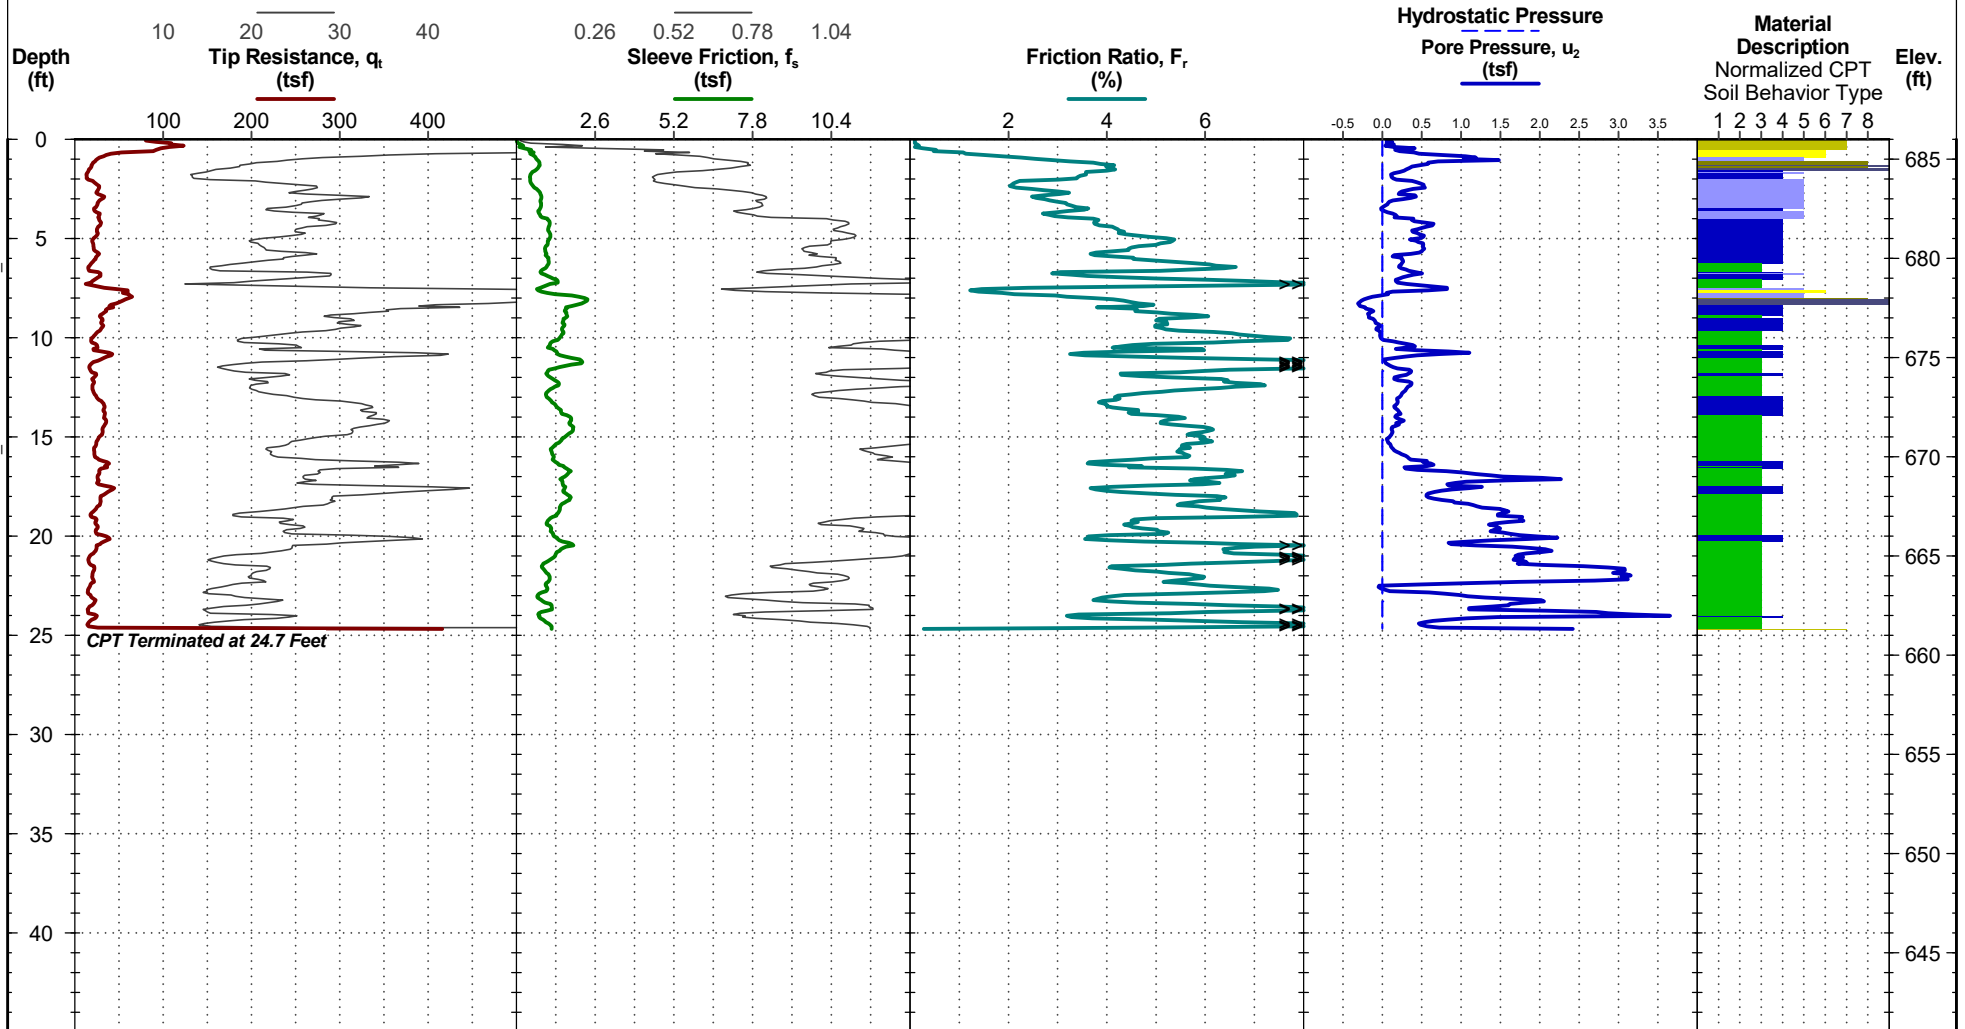 10 20 30 40
0.26 0.52 0.78 1.04
Hydrostatic Pressure
Depth
(ft)
Tip Resistance, qt
(tsf)
Sleeve Friction, fs
(tsf)
Friction Ratio, Fr
(%)
Pore Pressure, u2
(tsf)
Material
Description
Normalized CPT
Soil Behavior Type
Elev.
(ft)
100 200 300 400
2.6 5.2 7.8 10.4
2 4 6
-0.5 0.0 0.5 1.0 1.5 2.0 2.5 3.0 3.5
1 2 3 4 5 6 7 8
0
685
5
680
>>
10
675
>>
15
670
20
>>
665
>>
>>
>>
CPT Terminated at 24.7 Feet
25
660
30
655
35
650
40
645